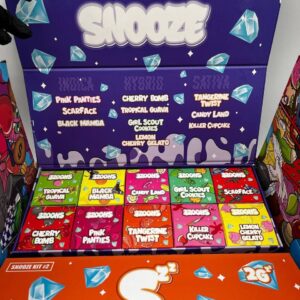 SNOOZE
INDICA HYBRID SATIVA
PINK PANTIES
SCARFACE
BLACK MAMBA
CHERRY BOMB
TROPICAL GUAVA
GIRL SCOUT
COOKIES
LEMON
CHERRY GELATO
TANGERINE
TWIST
CANDY LAND
KILLER CUPCAKE
TROPICAL
GUAVA
BLACK
MAMBA
CANDY LAND
GIRL SCOUT
COOKIES
SCARFACE
CHERRY
BOMB
PINK
PANTIES
TANGERINE
TWIST
KILLER
CUPCAKE
LEMON
CHERRY GELATO
SNOOZE KIT #2
2G